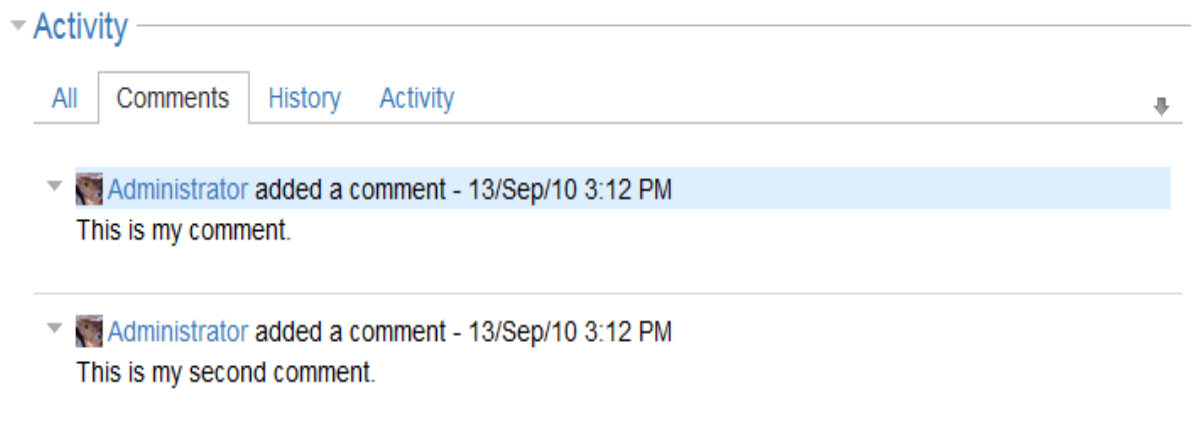 Activity
All Comments History Activity
Administrator added a comment - 13/Sep/10 3:12 PM
This is my comment.
Administrator added a comment - 13/Sep/10 3:12 PM
This is my second comment.